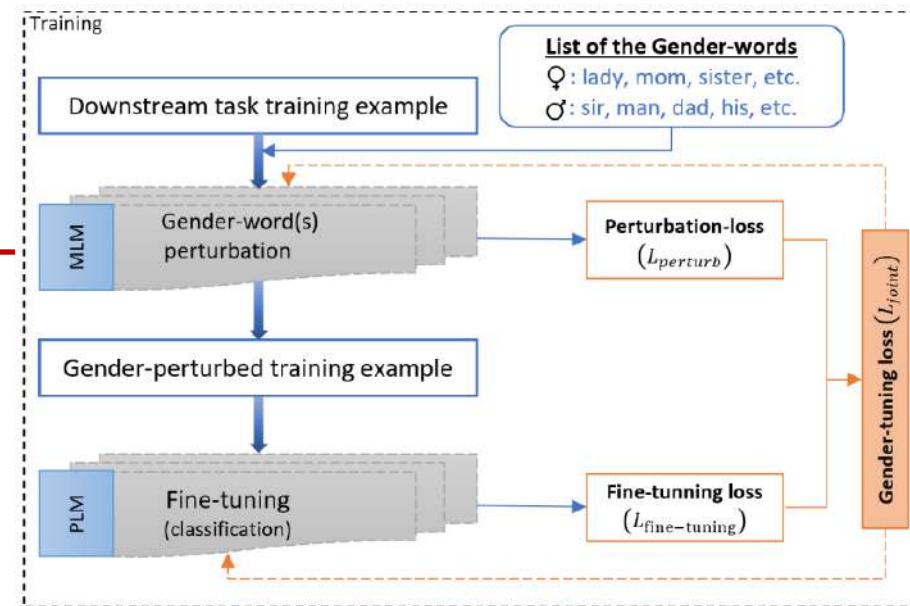 Training
List of the Gender-words
♀: lady, mom, sister, etc.
♂: sir, man, dad, his, etc.
Downstream task training example
MLM
Gender-word(s)
perturbation
Perturbation-loss
(L_perturb)
Gender-tuning loss (L_joint)
Gender-perturbed training example
PLM
Fine-tuning
(classification)
Fine-tunning loss
(L_fine−tuning)